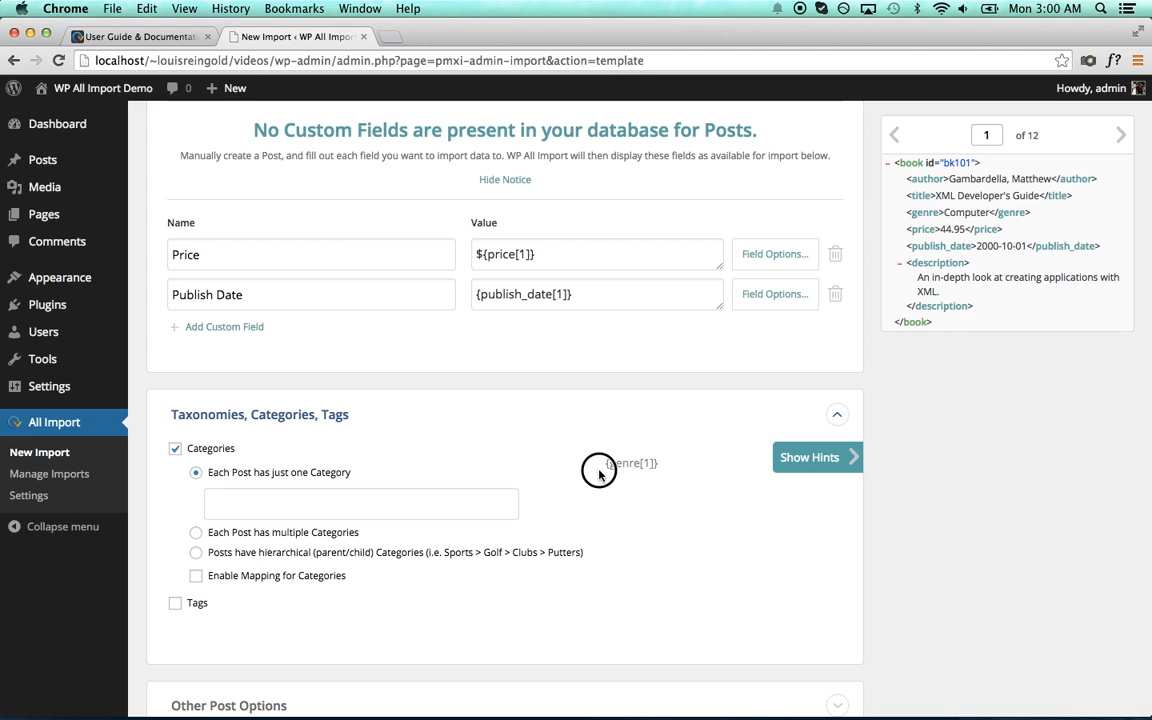 Chrome File Edit View History Bookmarks Window Help Mon 3:00 AM
User Guide & Documentati New Import ‹ WP All Impor
localhost/~louisreingold/videos/wp-admin/admin.php?page=pmxi-admin-import&action=template f?
WP All Import Demo 0 + New Howdy, admin
Dashboard
Posts
Media
Pages
Comments
Appearance
Plugins
Users
Tools
Settings
All Import
New Import
Manage Imports
Settings
Collapse menu
No Custom Fields are present in your database for Posts.
Manually create a Post, and fill out each field you want to import data to. WP All Import will then display these fields as available for import below.
Hide Notice
Name Value
Price ${price[1]} Field Options...
Publish Date {publish_date[1]} Field Options...
+ Add Custom Field
Taxonomies, Categories, Tags
Categories
{genre[1]}
Show Hints
Each Post has just one Category
Each Post has multiple Categories
Posts have hierarchical (parent/child) Categories (i.e. Sports > Golf > Clubs > Putters)
Enable Mapping for Categories
Tags
Other Post Options
1 of 12
– <book id="bk101">
<author>Gambardella, Matthew</author>
<title>XML Developer's Guide</title>
<genre>Computer</genre>
<price>44.95</price>
<publish_date>2000-10-01</publish_date>
– <description>
An in-depth look at creating applications with
XML.
</description>
</book>